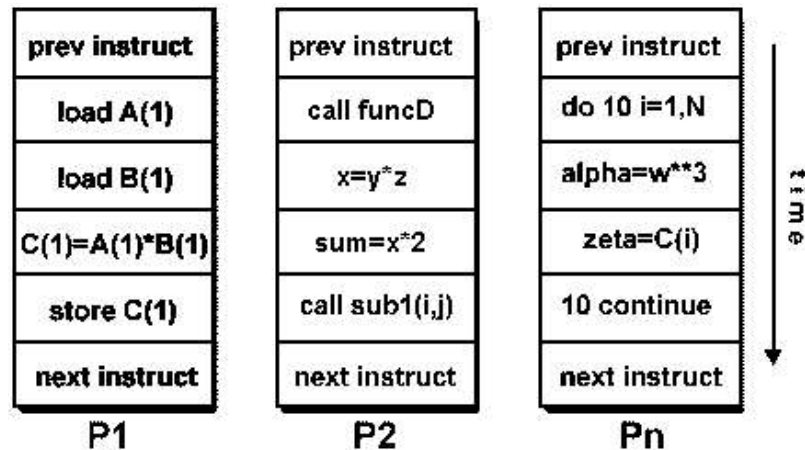 prev instruct
load A(1)
load B(1)
C(1)=A(1)*B(1)
store C(1)
next instruct
P1
prev instruct
call funcD
x=y*z
sum=x*2
call sub1(i,j)
next instruct
P2
prev instruct
do 10 i=1,N
alpha=w**3
zeta=C(i)
10 continue
next instruct
Pn
time